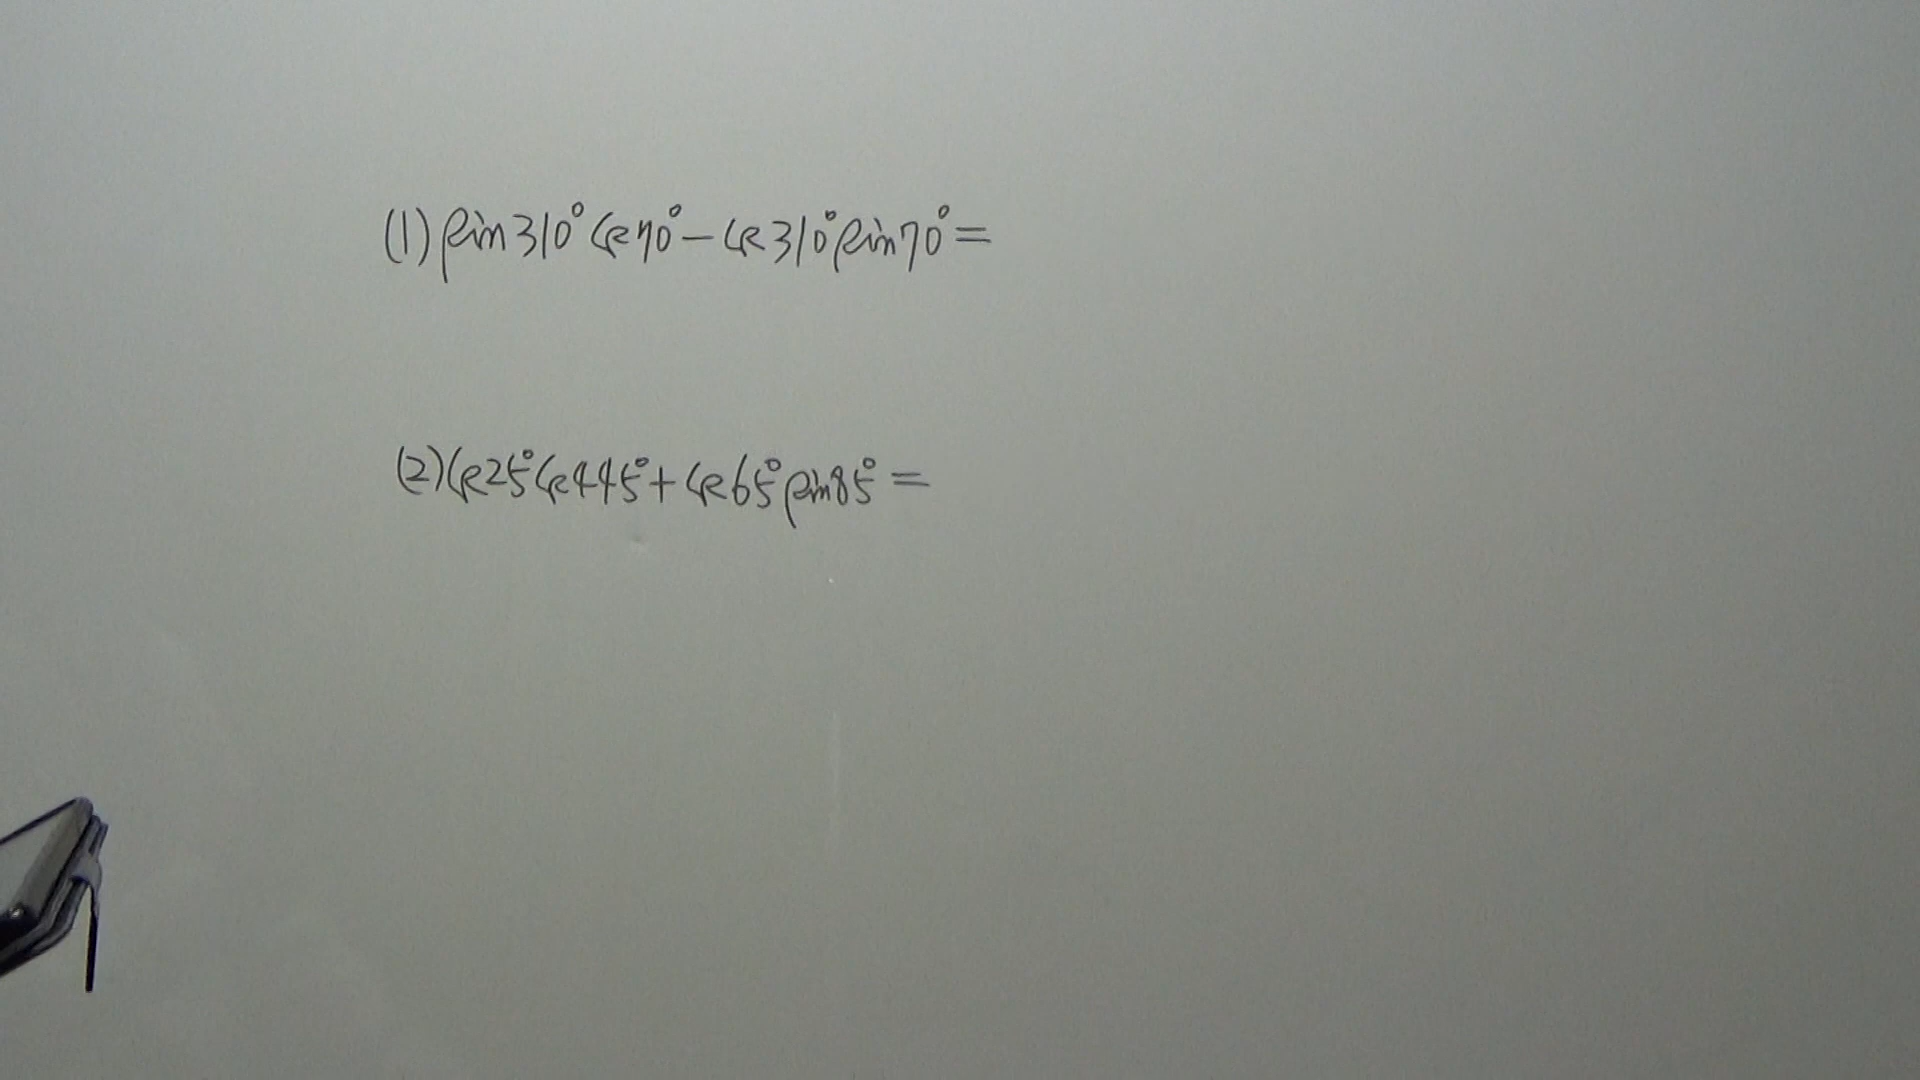 (1) sin310° cos70° - cos310° sin70° =
(2) cos25° cos445° + cos65° sin85° =